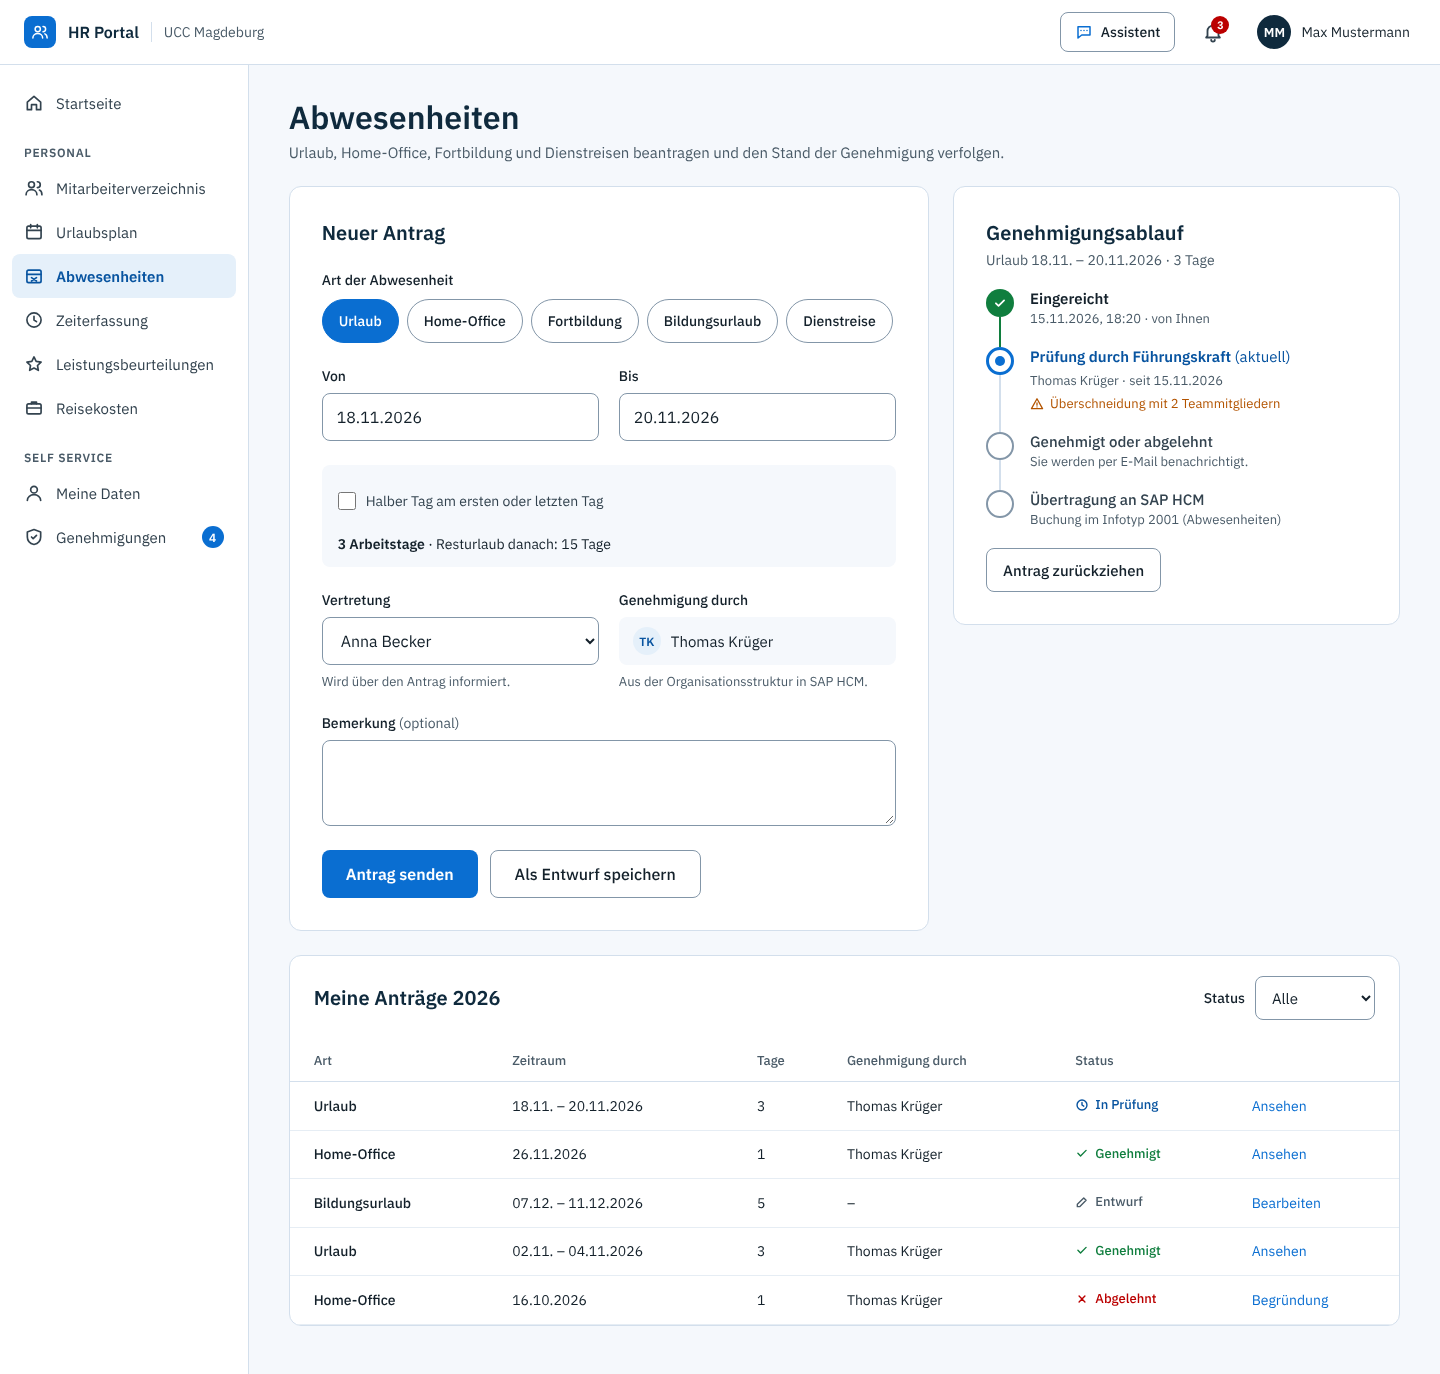 HR Portal
UCC Magdeburg
Assistent
3
MM
Max Mustermann
Startseite
PERSONAL
Mitarbeiterverzeichnis
Urlaubsplan
Abwesenheiten
Zeiterfassung
Leistungsbeurteilungen
Reisekosten
SELF SERVICE
Meine Daten
Genehmigungen
4
Abwesenheiten
Urlaub, Home-Office, Fortbildung und Dienstreisen beantragen und den Stand der Genehmigung verfolgen.
Neuer Antrag
Art der Abwesenheit
Urlaub
Home-Office
Fortbildung
Bildungsurlaub
Dienstreise
Von
Bis
18.11.2026
20.11.2026
Halber Tag am ersten oder letzten Tag
3 Arbeitstage · Resturlaub danach: 15 Tage
Vertretung
Genehmigung durch
Anna Becker
TK
Thomas Krüger
Wird über den Antrag informiert.
Aus der Organisationsstruktur in SAP HCM.
Bemerkung (optional)
Antrag senden
Als Entwurf speichern
Genehmigungsablauf
Urlaub 18.11. – 20.11.2026 · 3 Tage
Eingereicht
15.11.2026, 18:20 · von Ihnen
Prüfung durch Führungskraft (aktuell)
Thomas Krüger · seit 15.11.2026
Überschneidung mit 2 Teammitgliedern
Genehmigt oder abgelehnt
Sie werden per E-Mail benachrichtigt.
Übertragung an SAP HCM
Buchung im Infotyp 2001 (Abwesenheiten)
Antrag zurückziehen
Meine Anträge 2026
Status
Alle
Art Zeitraum Tage Genehmigung durch Status
Urlaub 18.11. – 20.11.2026 3 Thomas Krüger In Prüfung Ansehen
Home-Office 26.11.2026 1 Thomas Krüger Genehmigt Ansehen
Bildungsurlaub 07.12. – 11.12.2026 5 – Entwurf Bearbeiten
Urlaub 02.11. – 04.11.2026 3 Thomas Krüger Genehmigt Ansehen
Home-Office 16.10.2026 1 Thomas Krüger Abgelehnt Begründung